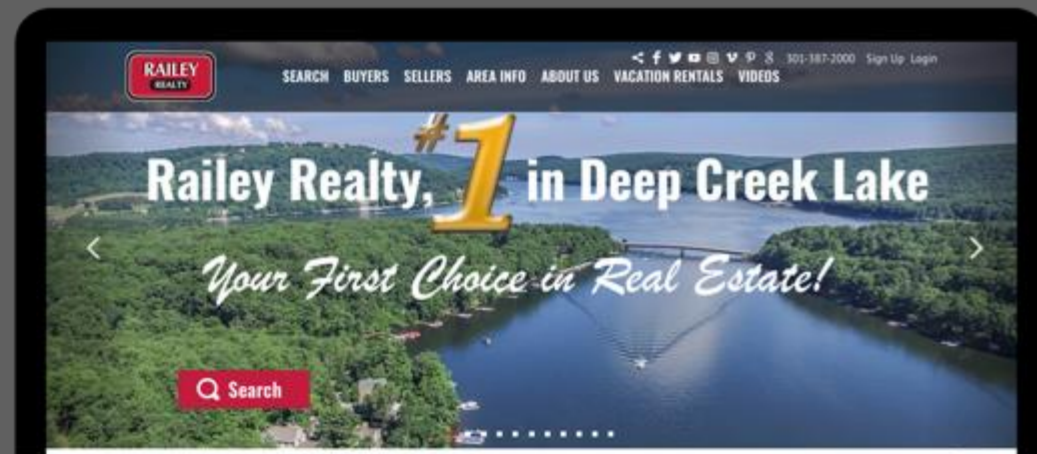 RAILEY
REALTY
301-387-2000 Sign Up Login
SEARCH BUYERS SELLERS AREA INFO ABOUT US VACATION RENTALS VIDEOS
Railey Realty, #1 in Deep Creek Lake
Your First Choice in Real Estate!
Search